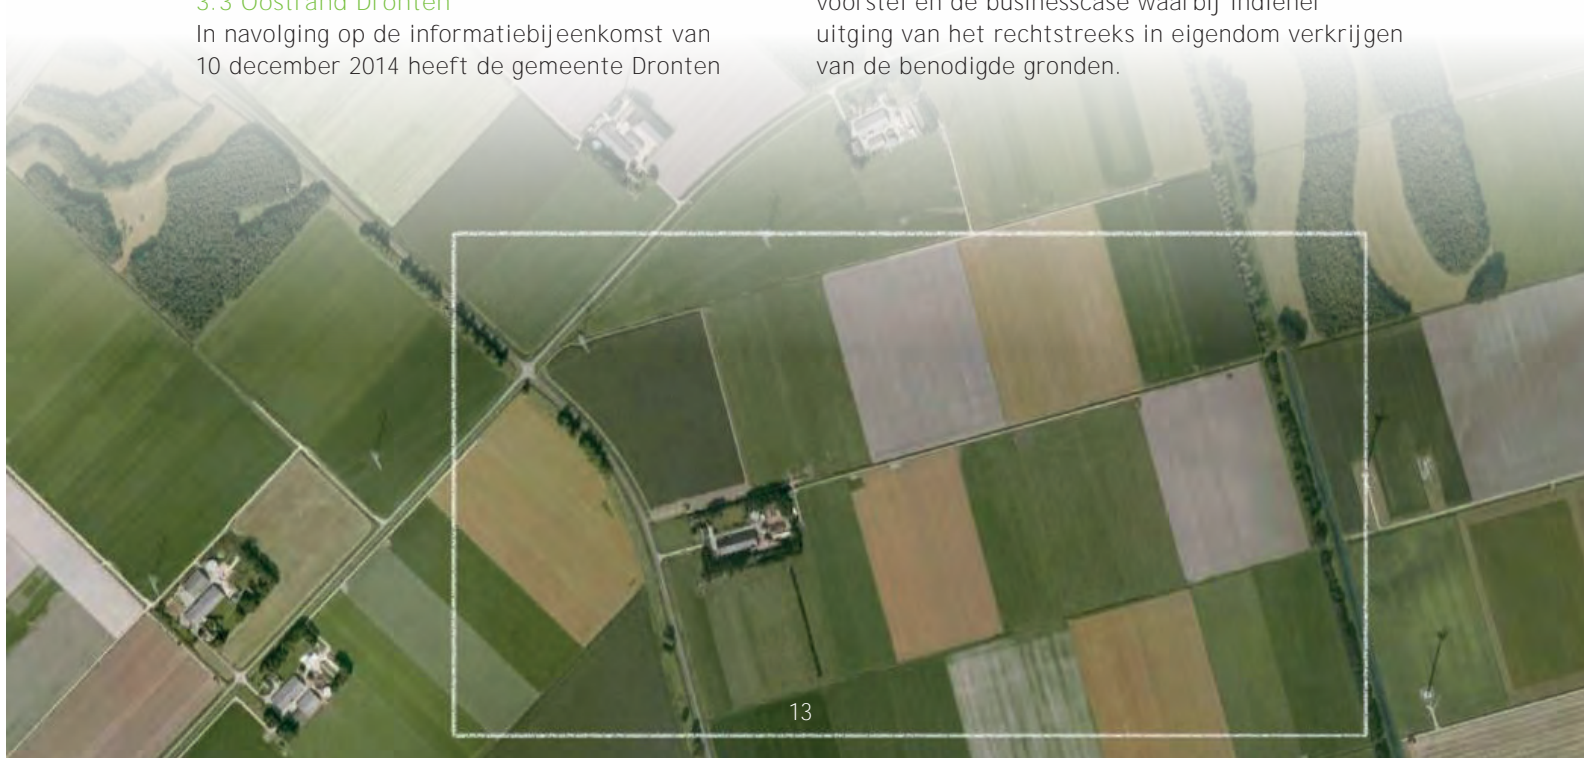 3.3 Oostrand Dronten
In navolging op de informatiebijeenkomst van
10 december 2014 heeft de gemeente Dronten
voorstel en de businesscase waarbij indiener
uitging van het rechtstreeks in eigendom verkrijgen
van de benodigde gronden.
13